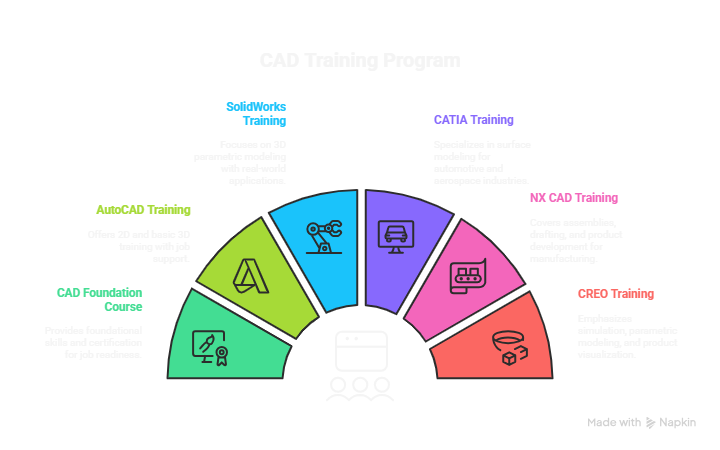 CAD Training Program
SolidWorks
Training
Focuses on 3D
parametric modeling
with real-world
applications.
CATIA Training
Specializes in surface
modeling for
automotive and
aerospace industries.
AutoCAD Training
Offers 2D and basic 3D
training with job
support.
NX CAD Training
Covers assemblies,
drafting, and product
development for
manufacturing.
CAD Foundation
Course
Provides foundational
skills and certification
for job readiness.
CREO Training
Emphasizes
simulation, parametric
modeling, and product
visualization.
Made with Napkin